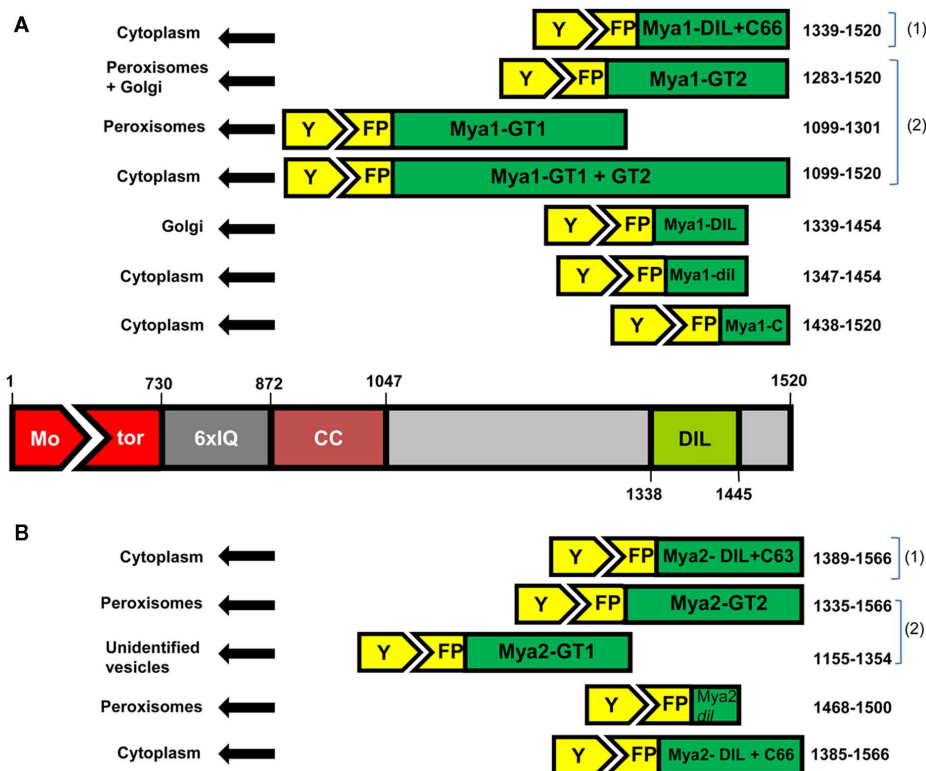 A
Cytoplasm Y FP Mya1-DIL+C66 1339-1520 (1)
Peroxisomes
+ Golgi Y FP Mya1-GT2 1283-1520
Peroxisomes Y FP Mya1-GT1 1099-1301 (2)
Cytoplasm Y FP Mya1-GT1 + GT2 1099-1520
Golgi Y FP Mya1-DIL 1339-1454
Cytoplasm Y FP Mya1-dil 1347-1454
Cytoplasm Y FP Mya1-C 1438-1520
1 730 872 1047 1520
Mo tor 6xIQ CC DIL
1338 1445
B
Cytoplasm Y FP Mya2- DIL+C63 1389-1566 (1)
Peroxisomes Y FP Mya2-GT2 1335-1566
(2)
Unidentified
vesicles Y FP Mya2-GT1 1155-1354
Peroxisomes Y FP Mya2
dil 1468-1500
Cytoplasm Y FP Mya2- DIL + C66 1385-1566